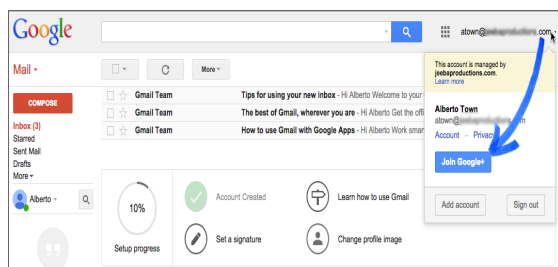 Google
atown@ .com
Mail
More
COMPOSE
Inbox (3)
Starred
Sent Mail
Drafts
More
Alberto
Gmail Team Tips for using your new inbox - Hi Alberto Welcome to your
Gmail Team The best of Gmail, wherever you are - Hi Alberto Get the offi
Gmail Team How to use Gmail with Google Apps - Hi Alberto Work smar
10%
Setup progress
Account Created
Learn how to use Gmail
Set a signature
Change profile image
This account is managed by
jeebaproductions.com.
Learn more
Alberto Town
atown@ .com
Account – Privacy
Join Google+
Add account
Sign out